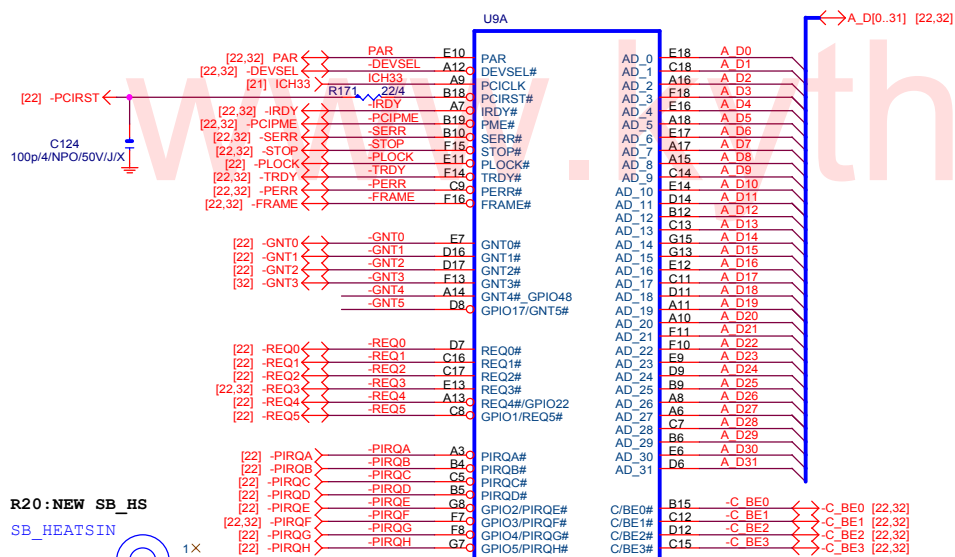 U9A
A_D[0..31] [22,32]
[22,32] PAR PAR E10 PAR AD_0 E18 A_D0
[22,32] -DEVSEL -DEVSEL A12 DEVSEL# AD_1 C18 A_D1
[21] ICH33 ICH33 A9 PCICLK AD_2 A16 A_D2
[22] -PCIRST R171 22/4 B18 PCIRST# AD_3 F18 A_D3
[22,32] -IRDY -IRDY A7 IRDY# AD_4 E16 A_D4
[22,32] -PCIPME -PCIPME B19 PME# AD_5 A18 A_D5
[22,32] -SERR -SERR B10 SERR# AD_6 E17 A_D6
[22,32] -STOP -STOP F15 STOP# AD_7 A17 A_D7
[22] -PLOCK -PLOCK E11 PLOCK# AD_8 A15 A_D8
[22,32] -TRDY -TRDY F14 TRDY# AD_9 C14 A_D9
[22,32] -PERR -PERR C9 PERR# AD_10 E14 A_D10
[22,32] -FRAME -FRAME F16 FRAME# AD_11 D14 A_D11
C124
100p/4/NPO/50V/J/X
AD_12 B12 A_D12
AD_13 C13 A_D13
[22] -GNT0 -GNT0 E7 GNT0# AD_14 G15 A_D14
[22] -GNT1 -GNT1 D16 GNT1# AD_15 G13 A_D15
[22] -GNT2 -GNT2 D17 GNT2# AD_16 E12 A_D16
[32] -GNT3 -GNT3 F13 GNT3# AD_17 C11 A_D17
-GNT4 A14 GNT4#_GPIO48 AD_18 D11 A_D18
-GNT5 D8 GPIO17/GNT5# AD_19 A11 A_D19
AD_20 A10 A_D20
AD_21 F11 A_D21
[22] -REQ0 -REQ0 D7 REQ0# AD_22 F10 A_D22
[22] -REQ1 -REQ1 C16 REQ1# AD_23 E9 A_D23
[22] -REQ2 -REQ2 C17 REQ2# AD_24 D9 A_D24
[22,32] -REQ3 -REQ3 E13 REQ3# AD_25 B9 A_D25
[22] -REQ4 -REQ4 A13 REQ4#/GPIO22 AD_26 A8 A_D26
[22] -REQ5 -REQ5 C8 GPIO1/REQ5# AD_27 A6 A_D27
AD_28 C7 A_D28
AD_29 B6 A_D29
[22] -PIRQA -PIRQA A3 PIRQA# AD_30 E6 A_D30
[22] -PIRQB -PIRQB B4 PIRQB# AD_31 D6 A_D31
[22] -PIRQC -PIRQC C5 PIRQC#
[22] -PIRQD -PIRQD B5 PIRQD#
[22] -PIRQE -PIRQE G8 GPIO2/PIRQE# C/BE0# B15 -C_BE0 -C_BE0 [22,32]
[22,32] -PIRQF -PIRQF F7 GPIO3/PIRQF# C/BE1# C12 -C_BE1 -C_BE1 [22,32]
[22] -PIRQG -PIRQG F8 GPIO4/PIRQG# C/BE2# D12 -C_BE2 -C_BE2 [22,32]
[22] -PIRQH -PIRQH G7 GPIO5/PIRQH# C/BE3# C15 -C_BE3 -C_BE3 [22,32]
R20:NEW SB_HS
SB_HEATSIN
1
www.kyth